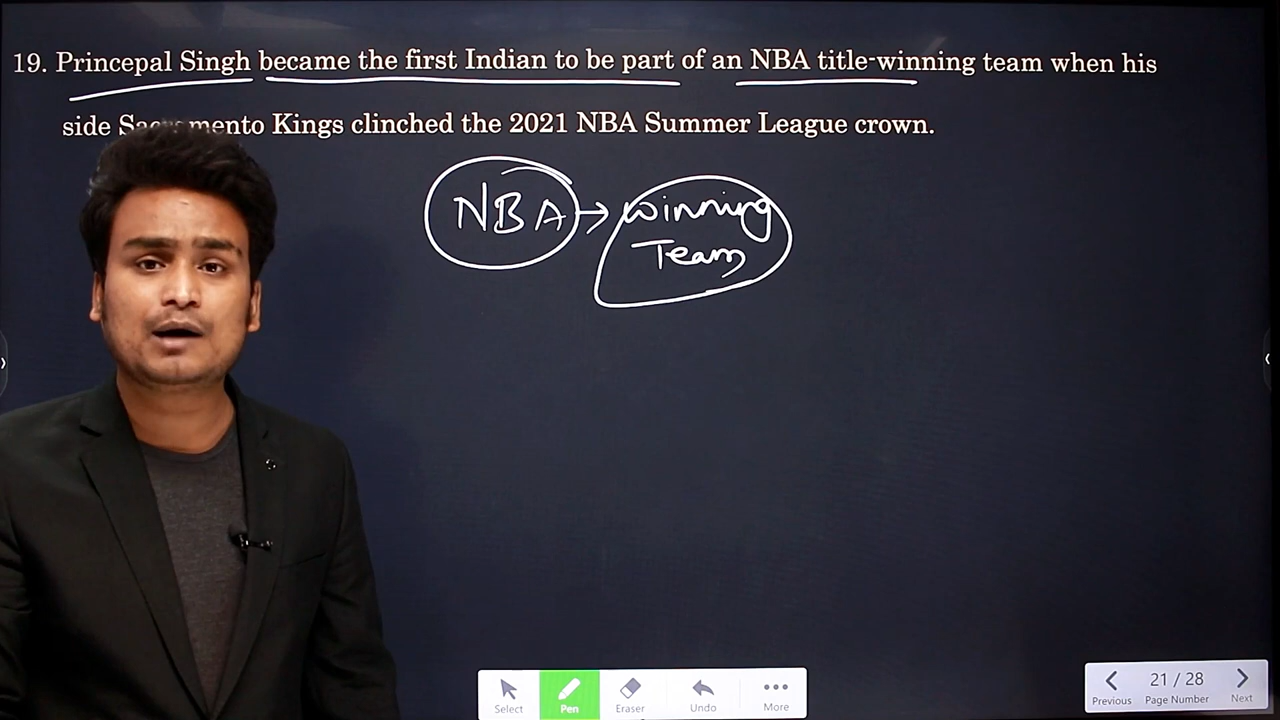 19. Princepal Singh became the first Indian to be part of an NBA title-winning team when his
side Sacramento Kings clinched the 2021 NBA Summer League crown.
NBA → winning
Team
Select Pen Eraser Undo More
21 / 28
Previous Page Number Next